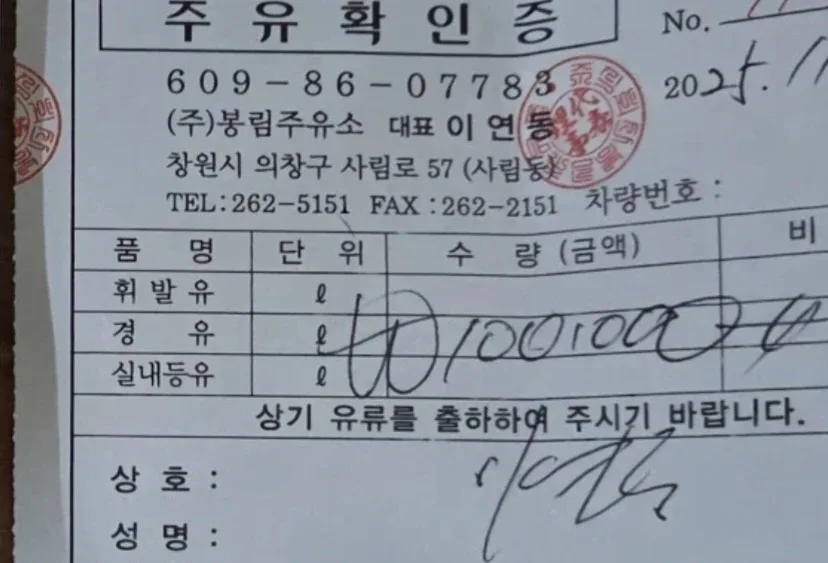 주유확인증
No.
609-86-07783
2025. 11
(주)봉림주유소 대표 이연동
창원시 의창구 사림로 57 (사림동)
TEL:262-5151 FAX :262-2151 차량번호 :
품 명 단 위 수 량 (금액) 비
휘발유 ℓ
경 유 ℓ
실내등유 ℓ
상기 유류를 출하하여 주시기 바랍니다.
상 호 :
성 명 :